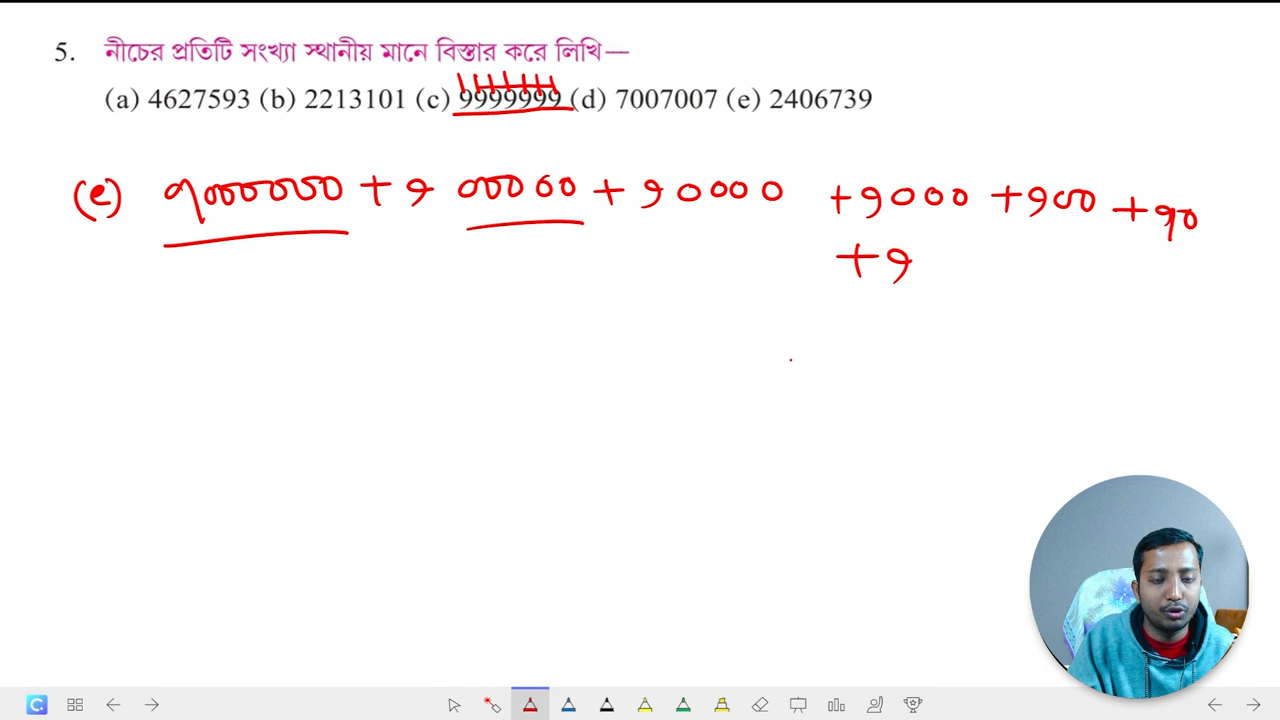 5. নীচের প্রতিটি সংখ্যা স্থানীয় মানে বিস্তার করে লিখি—
(a) 4627593 (b) 2213101 (c) 9999999 (d) 7007007 (e) 2406739
(e) 9000000 + 900000 + 90000 + 9000 + 900 + 90
+ 9